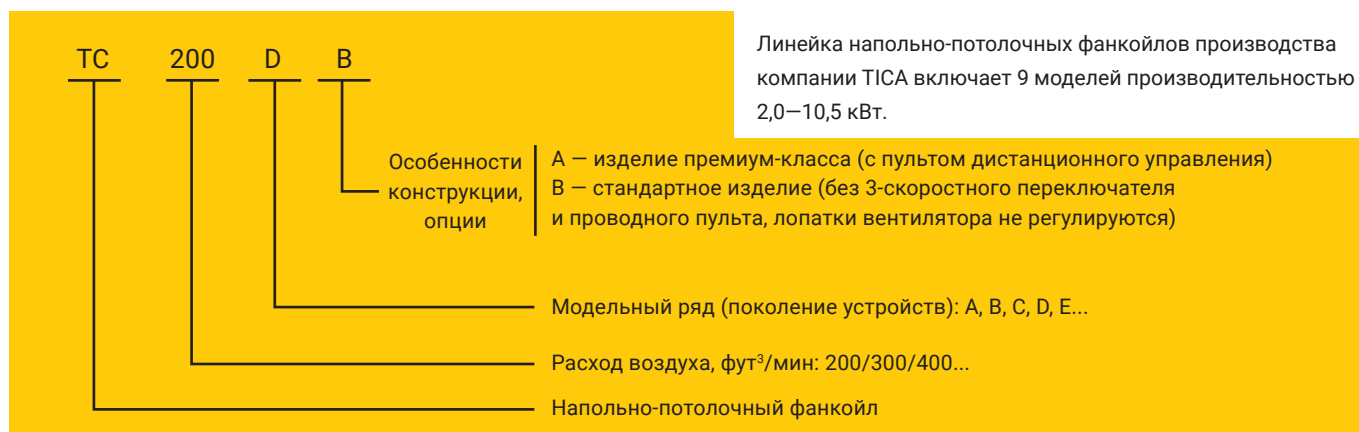 TC 200 D B
Линейка напольно-потолочных фанкойлов производства
компании TICA включает 9 моделей производительностью
2,0—10,5 кВт.
Особенности
конструкции,
опции
A — изделие премиум-класса (с пультом дистанционного управления)
B — стандартное изделие (без 3-скоростного переключателя
и проводного пульта, лопатки вентилятора не регулируются)
Модельный ряд (поколение устройств): A, B, C, D, E...
Расход воздуха, фут³/мин: 200/300/400...
Напольно-потолочный фанкойл